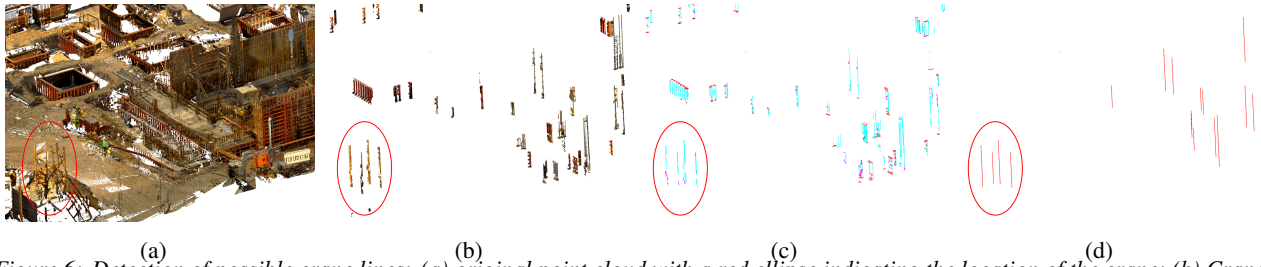 (a) (b) (c) (d)
Figure 6: Detection of possible crane lines: (a) original point cloud with a red ellipse indicating the location of the crane; (b) Crane